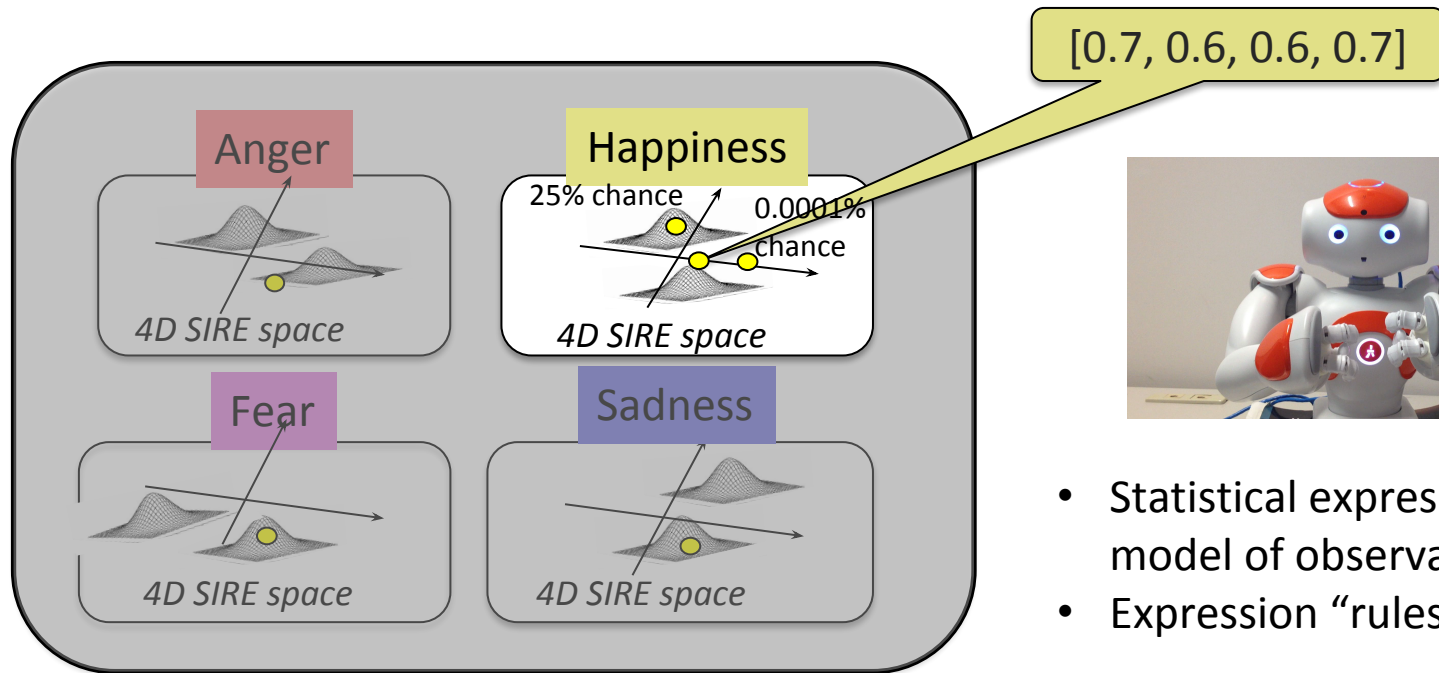 [0.7, 0.6, 0.6, 0.7]
Anger
Happiness
25% chance
0.0001%
chance
4D SIRE space
4D SIRE space
Fear
Sadness
4D SIRE space
4D SIRE space
• Statistical expres
model of observa
• Expression “rules